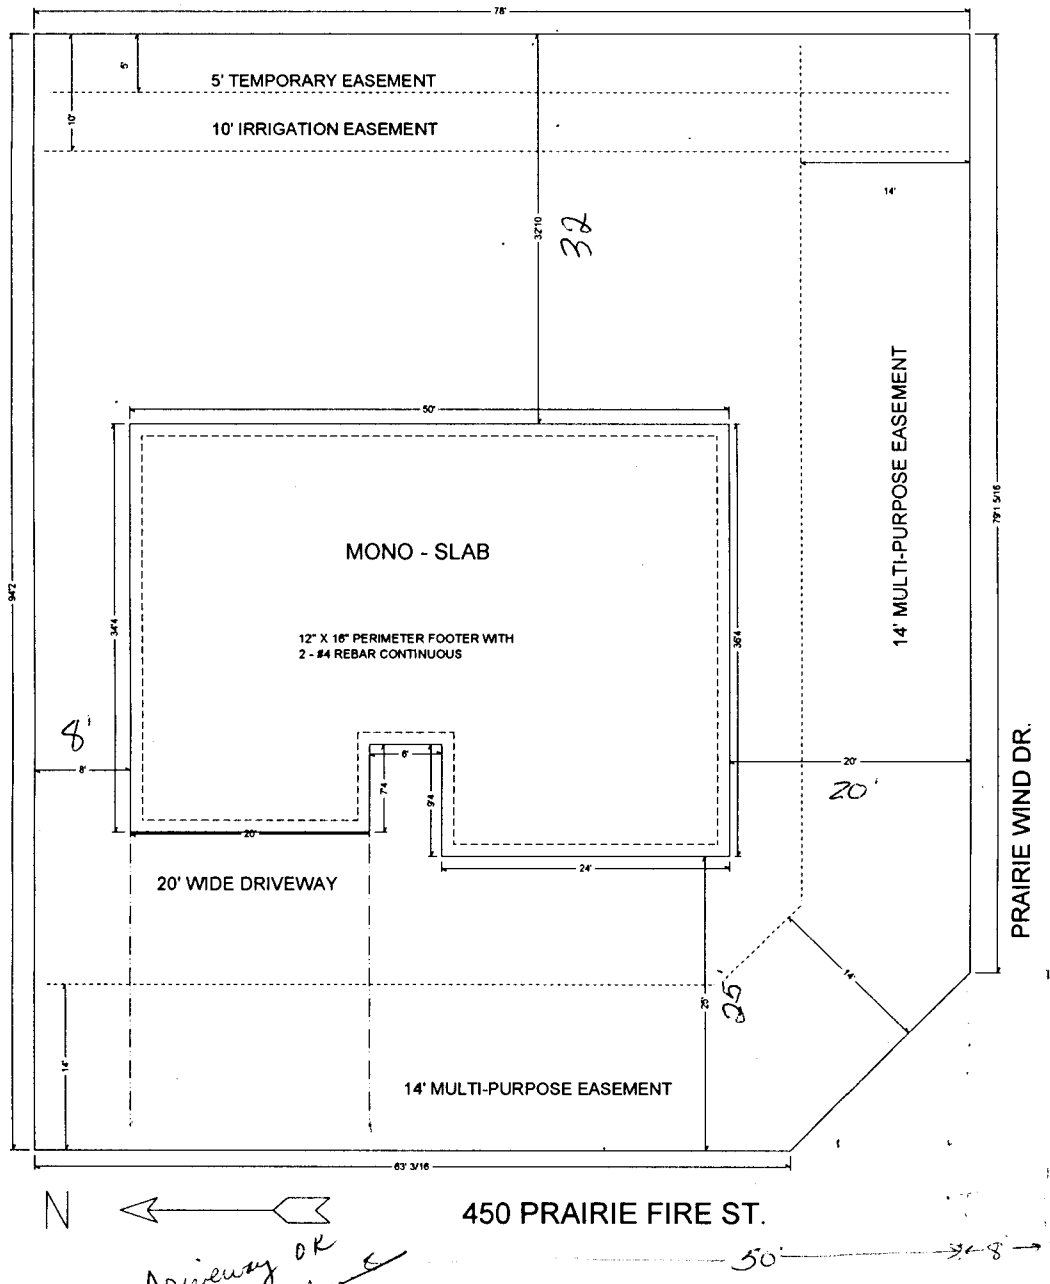 78'
5'
5' TEMPORARY EASEMENT
10'
10' IRRIGATION EASEMENT
14'
32'10
32
14' MULTI-PURPOSE EASEMENT
50'
79'1 5/16
MONO - SLAB
94'2
34'4
12" X 16" PERIMETER FOOTER WITH
2 - #4 REBAR CONTINUOUS
36'4
8'
8'
6'
7'4
9'4
20'
20'
PRAIRIE WIND DR.
20'
24'
20' WIDE DRIVEWAY
14'
25'
25'
14'
14' MULTI-PURPOSE EASEMENT
63' 3/16
N
450 PRAIRIE FIRE ST.
Driveway OK
50'
8'